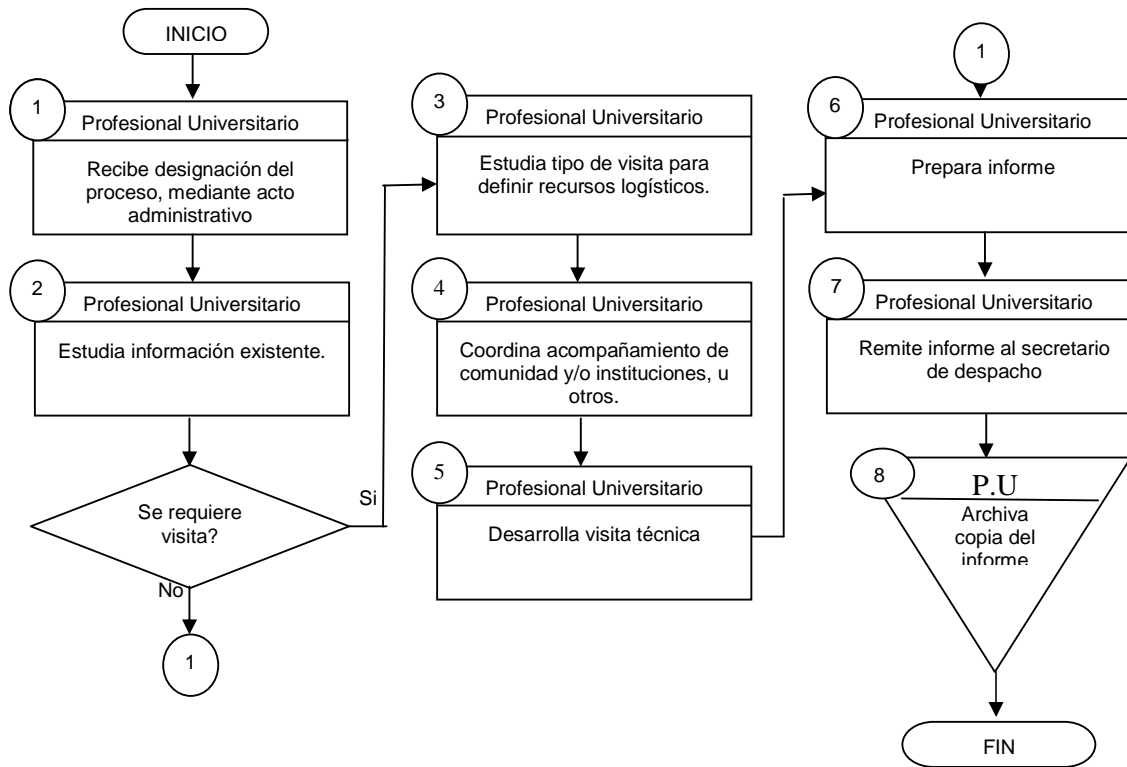 INICIO
1
Profesional Universitario
Recibe designación del
proceso, mediante acto
administrativo
2
Profesional Universitario
Estudia información existente.
Se requiere
visita?
Si
No
1
3
Profesional Universitario
Estudia tipo de visita para
definir recursos logísticos.
4
Profesional Universitario
Coordina acompañamiento de
comunidad y/o instituciones, u
otros.
5
Profesional Universitario
Desarrolla visita técnica
1
6
Profesional Universitario
Prepara informe
7
Profesional Universitario
Remite informe al secretario
de despacho
8
P.U
Archiva
copia del
informe
FIN